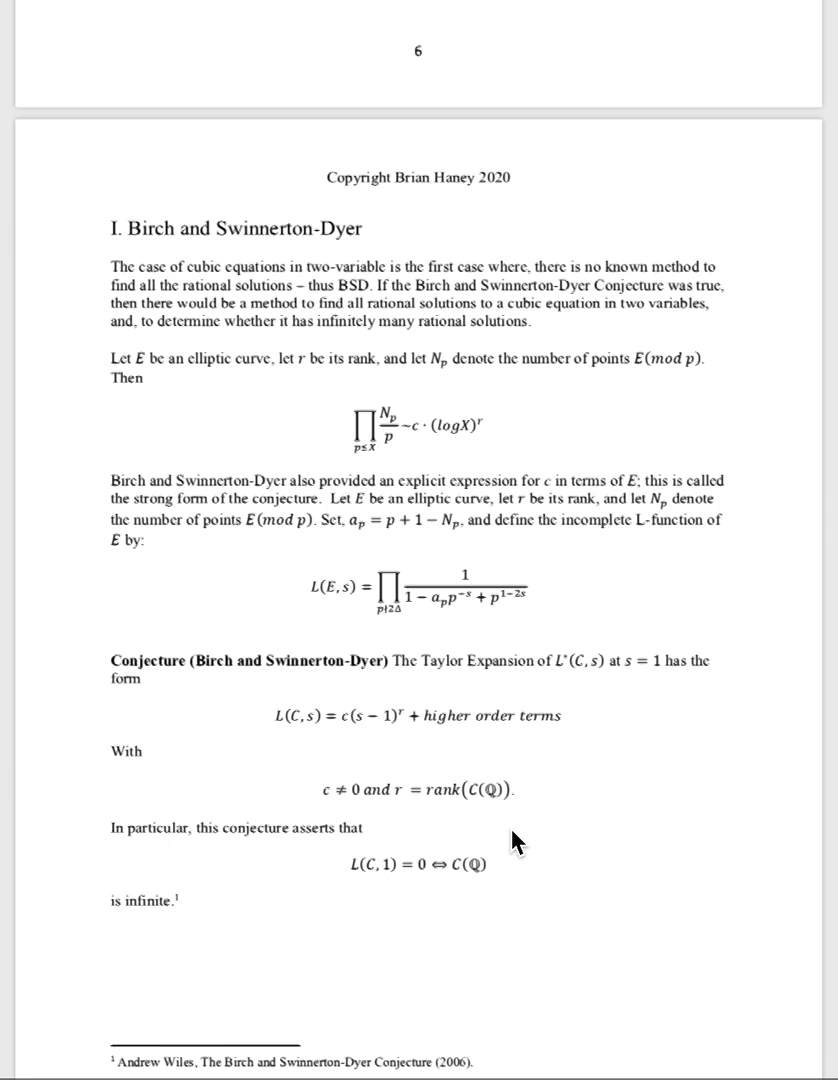 6
Copyright Brian Haney 2020
I. Birch and Swinnerton-Dyer
The case of cubic equations in two-variable is the first case where, there is no known method to
find all the rational solutions – thus BSD. If the Birch and Swinnerton-Dyer Conjecture was true,
then there would be a method to find all rational solutions to a cubic equation in two variables,
and, to determine whether it has infinitely many rational solutions.
Let E be an elliptic curve, let r be its rank, and let Nₚ denote the number of points E(mod p).
Then
∏_{p≤X} Nₚ/p ~c · (logX)ʳ
Birch and Swinnerton-Dyer also provided an explicit expression for c in terms of E; this is called
the strong form of the conjecture. Let E be an elliptic curve, let r be its rank, and let Nₚ denote
the number of points E(mod p). Set, aₚ = p + 1 − Nₚ, and define the incomplete L-function of
E by:
L(E, s) = ∏_{p∤2Δ} 1/(1 − aₚp⁻ˢ + p¹⁻²ˢ)
Conjecture (Birch and Swinnerton-Dyer) The Taylor Expansion of L*(C, s) at s = 1 has the
form
L(C, s) = c(s − 1)ʳ + higher order terms
With
c ≠ 0 and r = rank(C(ℚ)).
In particular, this conjecture asserts that
L(C, 1) = 0 ⇔ C(ℚ)
is infinite.¹
¹ Andrew Wiles, The Birch and Swinnerton-Dyer Conjecture (2006).